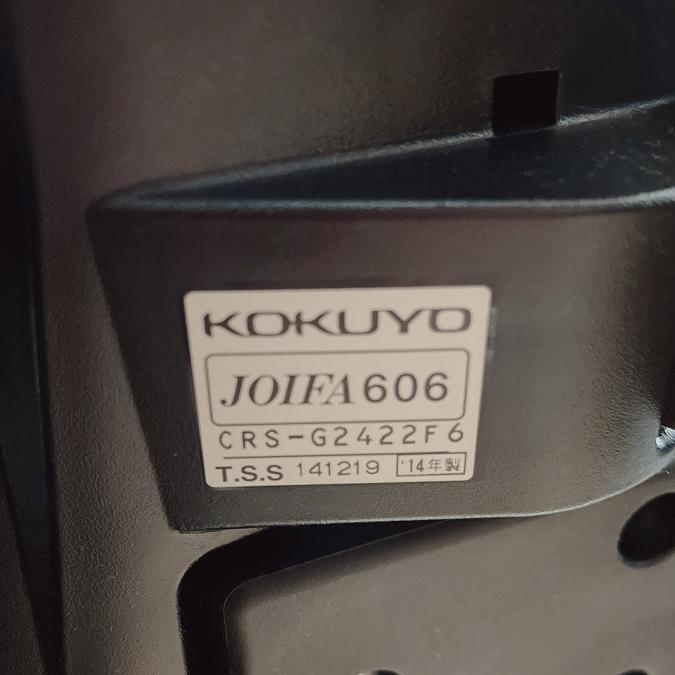 KOKUYO
JOIFA606
CRS-G2422F6
T.S.S 141219 '14年製